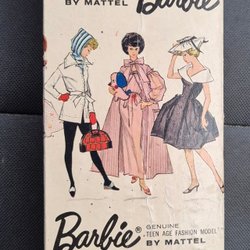 BY MATTEL Barbie
Barbie®
GENUINE
TEEN AGE FASHION MODEL
BY MATTEL